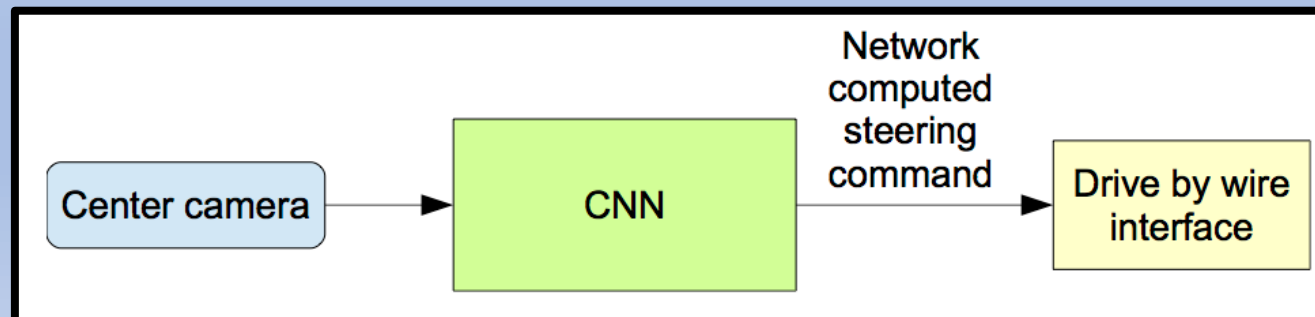 Center camera
CNN
Network
computed
steering
command
Drive by wire
interface